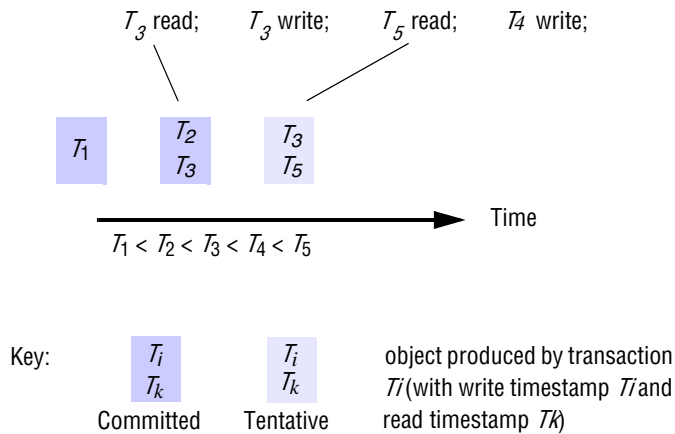 T3 read; T3 write; T5 read; T4 write;
T1
T2
T3
T3
T5
Time
T1 < T2 < T3 < T4 < T5
Key:
Ti
Tk
Committed
Ti
Tk
Tentative
object produced by transaction
Ti(with write timestamp Ti and
read timestamp Tk)